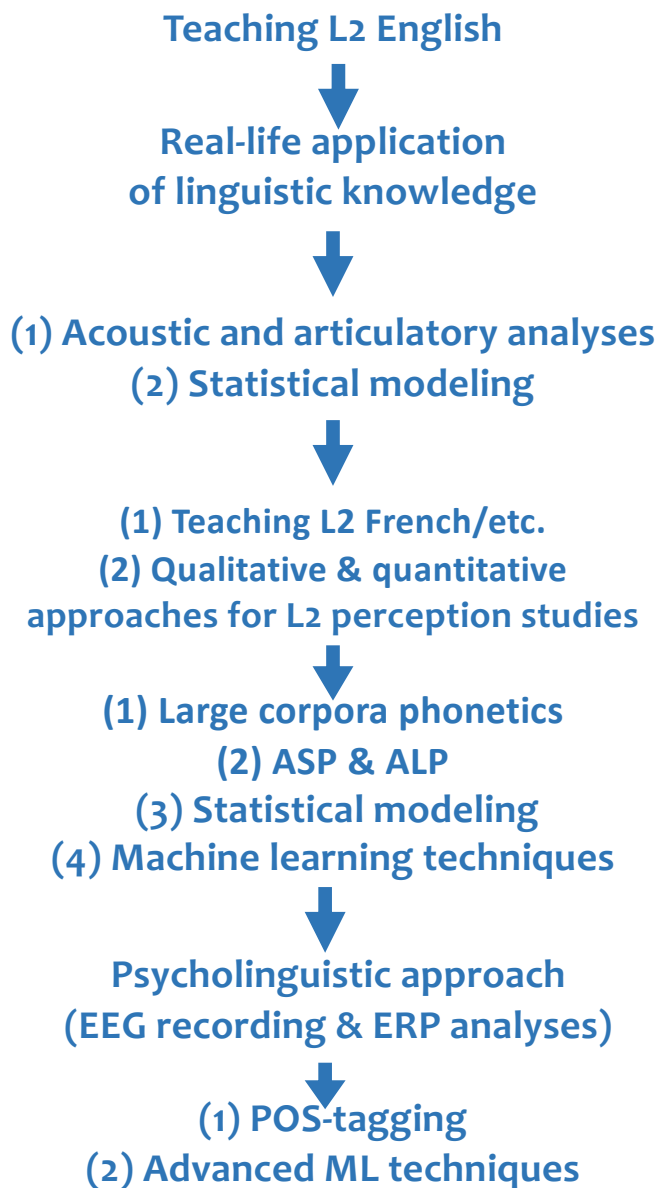 Teaching L2 English
Real-life application
of linguistic knowledge
(1) Acoustic and articulatory analyses
(2) Statistical modeling
(1) Teaching L2 French/etc.
(2) Qualitative & quantitative
approaches for L2 perception studies
(1) Large corpora phonetics
(2) ASP & ALP
(3) Statistical modeling
(4) Machine learning techniques
Psycholinguistic approach
(EEG recording & ERP analyses)
(1) POS-tagging
(2) Advanced ML techniques